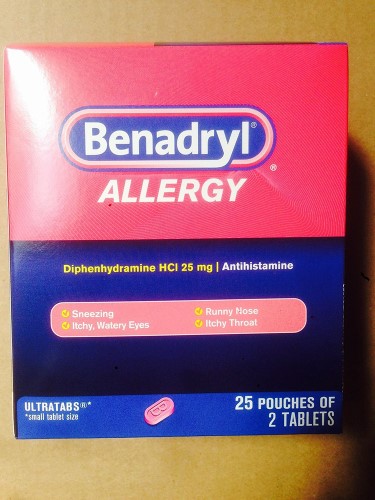 Benadryl®
ALLERGY®
Diphenhydramine HCl 25 mg | Antihistamine
Sneezing
Itchy, Watery Eyes
Runny Nose
Itchy Throat
ULTRATABS®*
*small tablet size
25 POUCHES OF
2 TABLETS